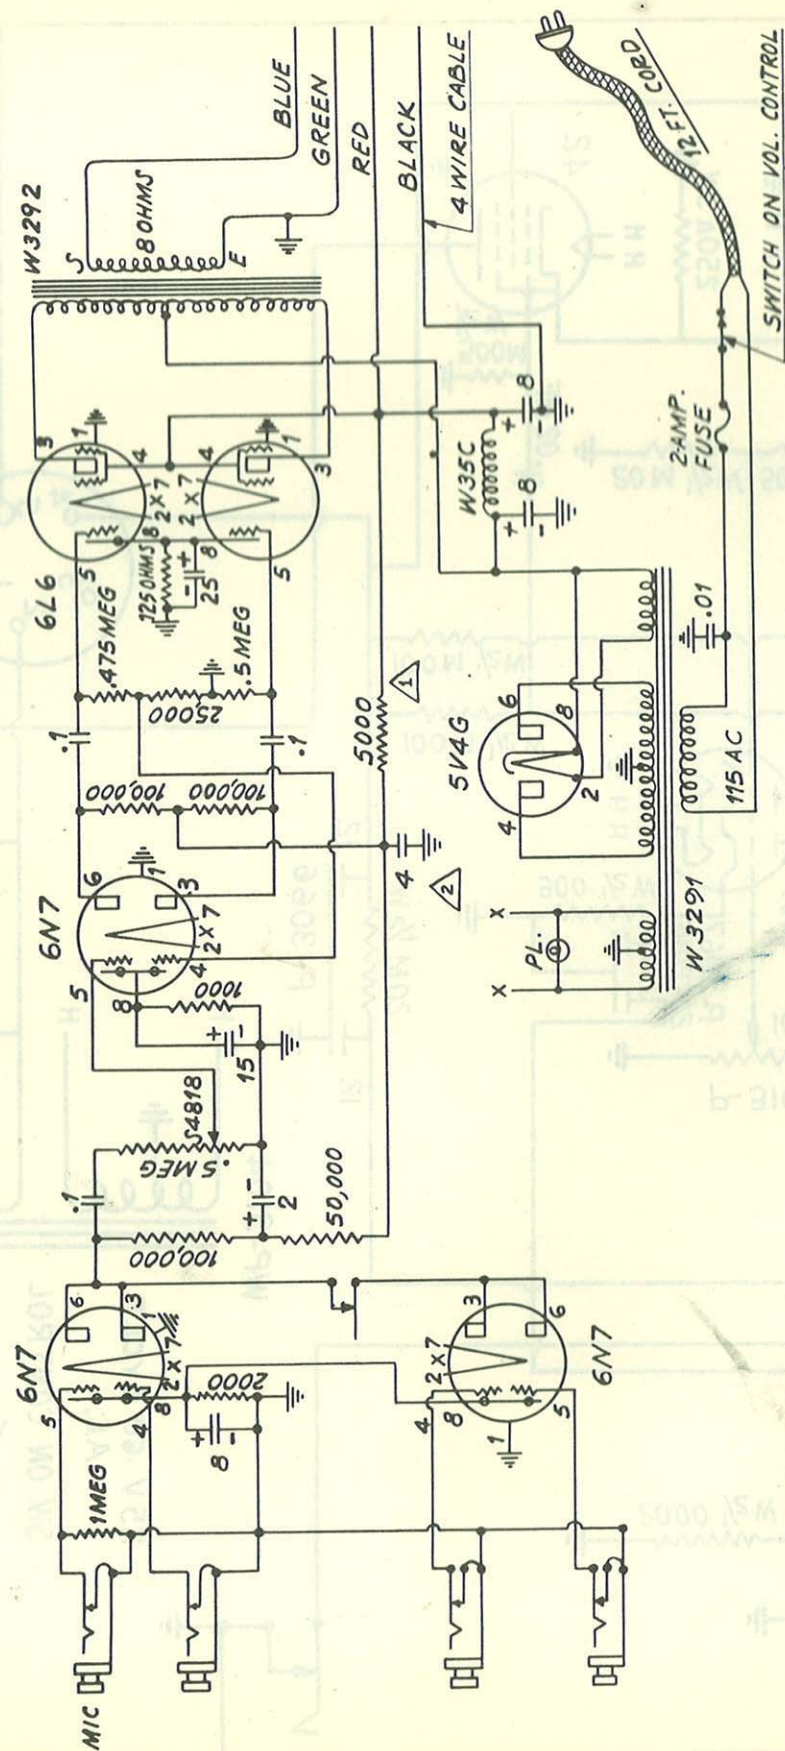 MIC
1MEG
6N7
5
4
6
3
1
8
2 X 7
2000
+
-
8
6N7
4
8
5
2 X 7
3
6
1
.1
100,000
.5 MEG
S4818
+ -
2
50,000
6N7
5
4
6
3
1
8
2 X 7
1000
+
-
15
.1
.1
100,000
100,000
.475MEG
25000
.5 MEG
4
2
5000
1
6L6
5
3
1
4
8
2 X 7
125 OHMS
+
-
25
2 X 7
8
4
5
1
3
W3292
S
8 OHMS
E
BLUE
GREEN
RED
BLACK
4 WIRE CABLE
W35C
+
-
8
+
-
8
5V4G
4
6
2
8
X
X
PL.
W3291
115 AC
.01
2 AMP.
FUSE
12 FT. CORD
SWITCH ON VOL. CONTROL